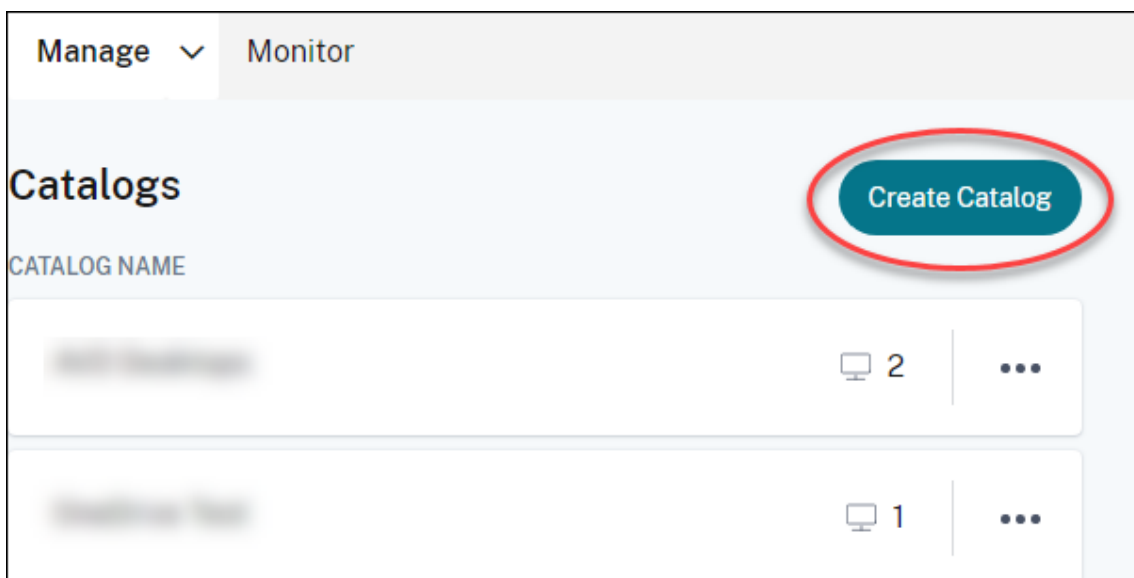 Manage Monitor
Catalogs
Create Catalog
CATALOG NAME
2
1